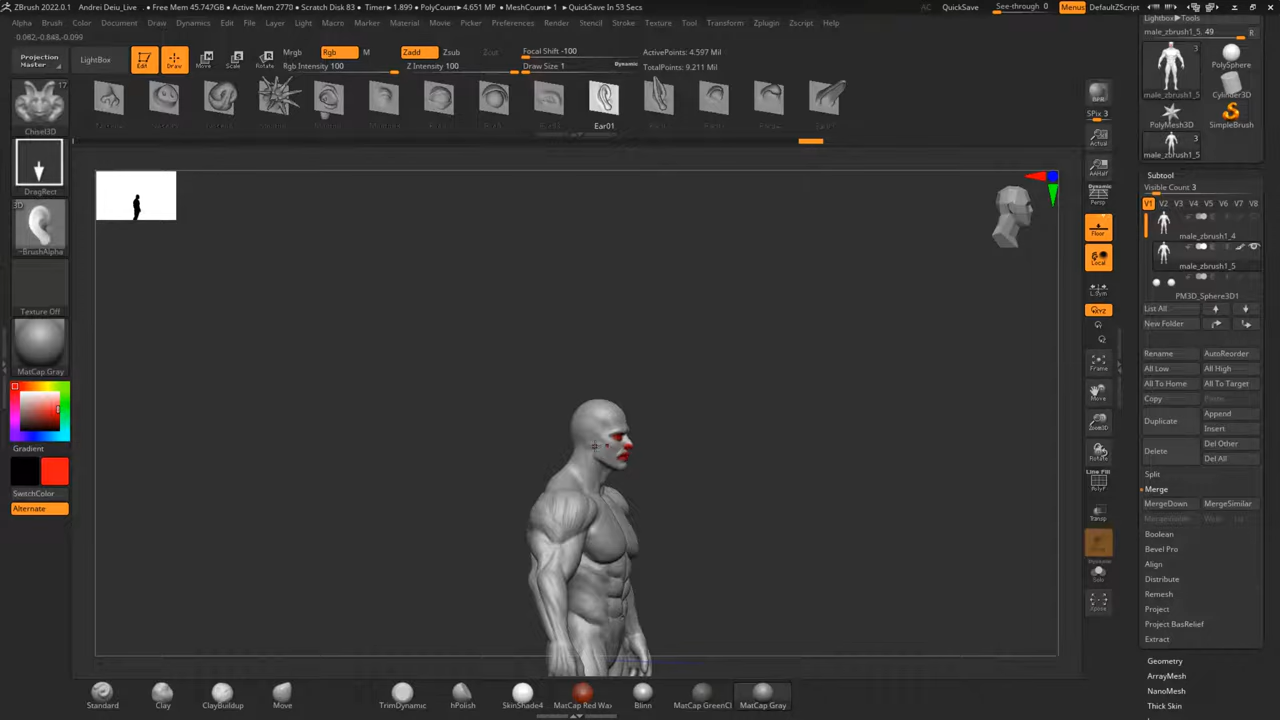 ZBrush 2022.0.1
Andrei Deiu_Live
• Free Mem 45.747GB • Active Mem 2770 • Scratch Disk 83 • Timer▸1.899 • PolyCount▸4.651 MP • MeshCount▸1 • QuickSave In 53 Secs
AC
QuickSave
See-through 0
Menus
DefaultZScript
Alpha Brush Color Document Draw Dynamics Edit File Layer Light Macro Marker Material Movie Picker Preferences Render Stencil Stroke Texture Tool Transform Zplugin Zscript Help
0.082,-0.848,-0.099
Projection Master
LightBox
Edit
Draw
Move
Scale
Rotate
Mrgb
Rgb
M
Rgb Intensity 100
Zadd
Zsub
Zcut
Z Intensity 100
Focal Shift -100
Draw Size 1
Dynamic
ActivePoints: 4.597 Mil
TotalPoints: 9.211 Mil
17
Chisel3D
DragRect
3D
~BrushAlpha
Texture Off
MatCap Gray
Gradient
SwitchColor
Alternate
Ear01
SPix 3
Actual
AAHalf
Dynamic
Persp
Floor
Local
L.Sym
XYZ
Frame
Move
Zoom3D
Rotate
Line Fill
PolyF
Transp
Solo
Xpose
Lightbox▸Tools
male_zbrush1_5. 49
R
3
male_zbrush1_5
PolySphere
Cylinder3D
PolyMesh3D
SimpleBrush
3
male_zbrush1_5
Subtool
Visible Count 3
V1 V2 V3 V4 V5 V6 V7 V8
male_zbrush1_4
male_zbrush1_5
PM3D_Sphere3D1
List All
New Folder
Rename
AutoReorder
All Low
All High
All To Home
All To Target
Copy
Paste
Duplicate
Append
Insert
Delete
Del Other
Del All
Split
Merge
MergeDown
MergeSimilar
Boolean
Bevel Pro
Align
Distribute
Remesh
Project
Project BasRelief
Extract
Geometry
ArrayMesh
NanoMesh
Thick Skin
Standard
Clay
ClayBuildup
Move
TrimDynamic
hPolish
SkinShade4
MatCap Red Wax
Blinn
MatCap GreenCl
MatCap Gray